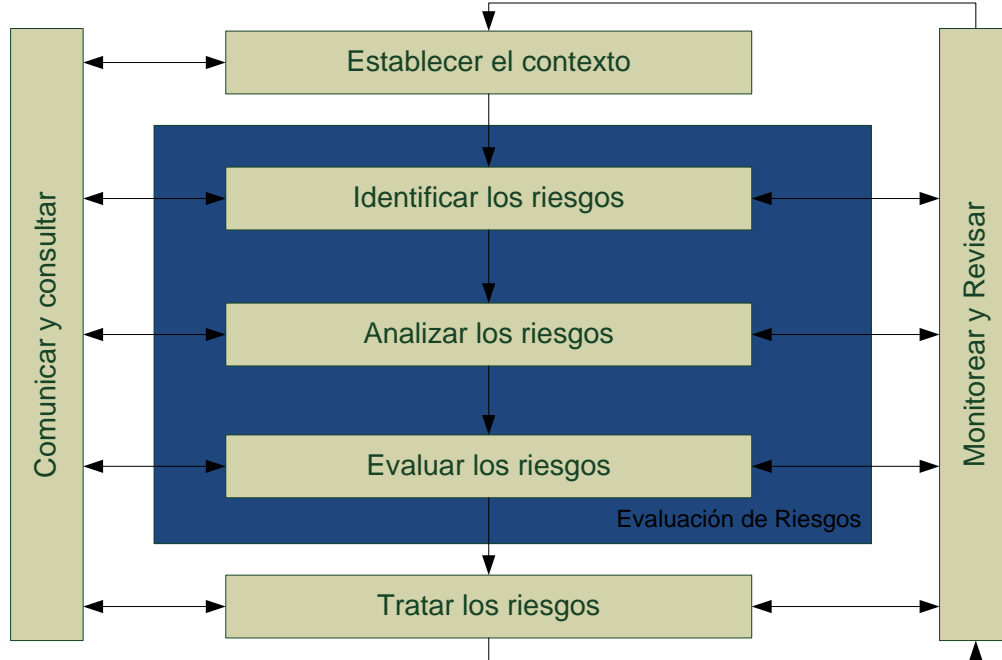 Establecer el contexto
Comunicar y consultar
Identificar los riesgos
Analizar los riesgos
Evaluar los riesgos
Evaluación de Riesgos
Tratar los riesgos
Monitorear y Revisar